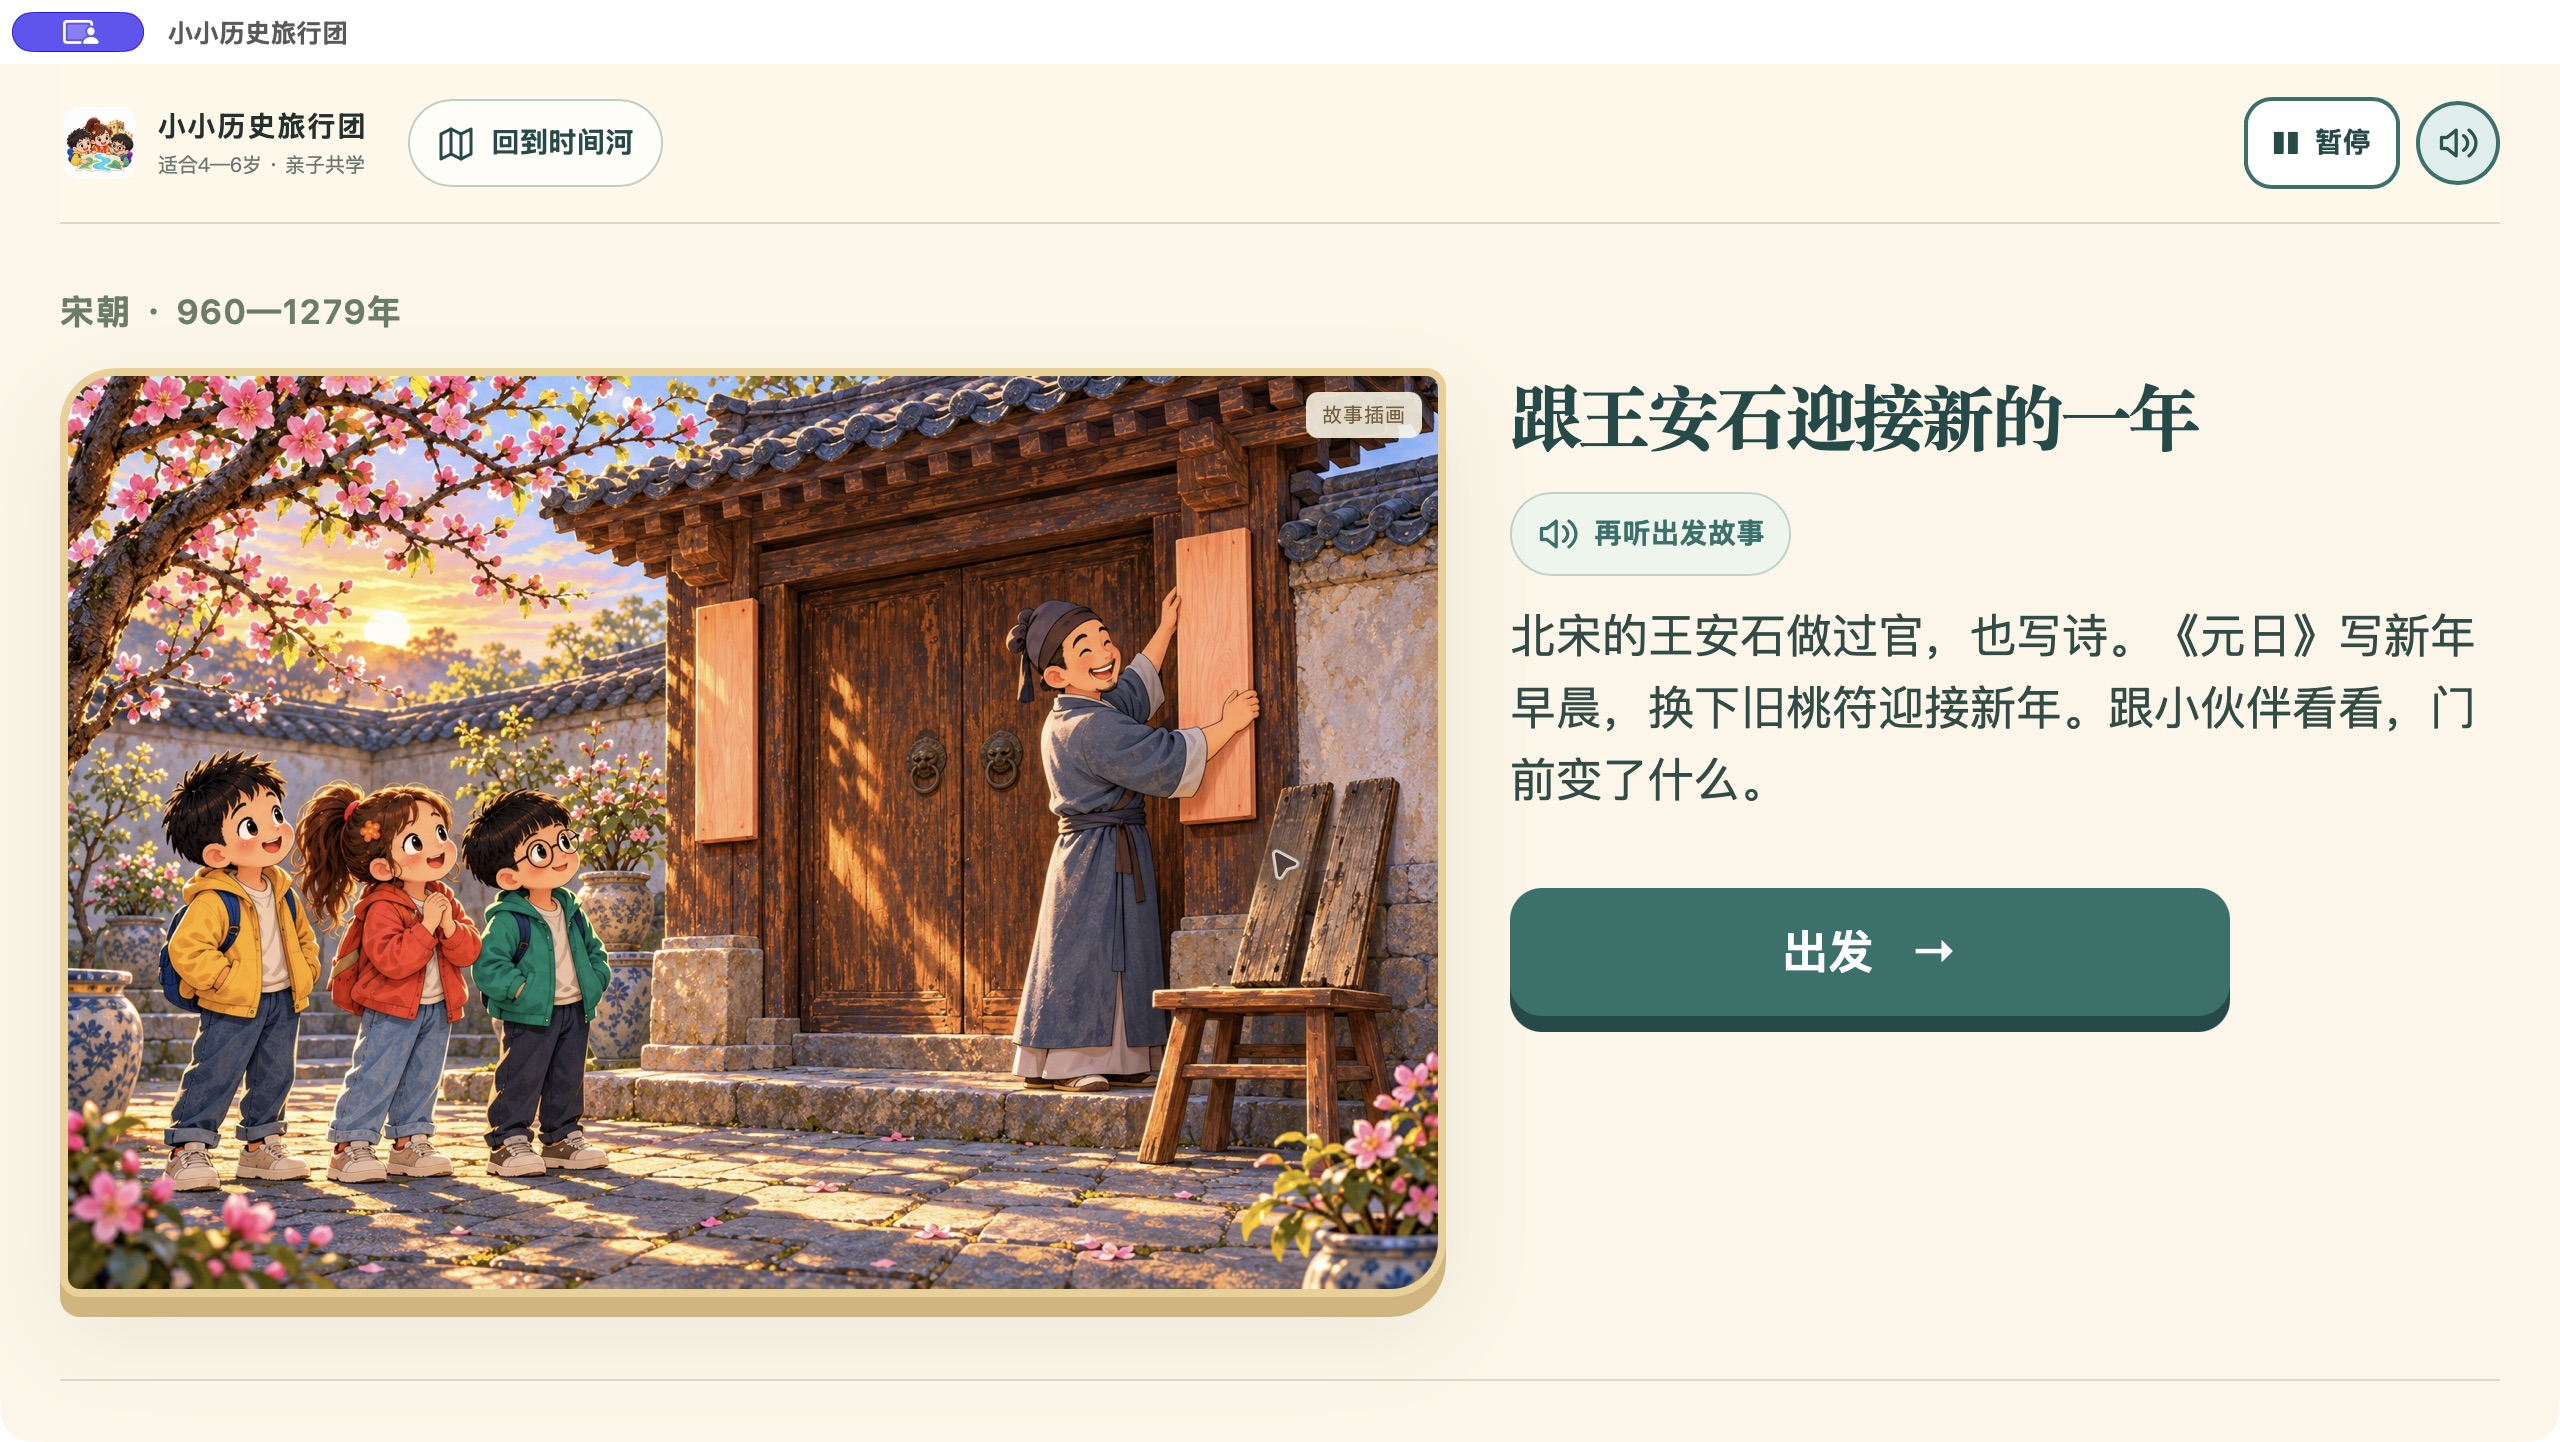 小小历史旅行团
小小历史旅行团
适合4—6岁 · 亲子共学
回到时间河
暂停
宋朝 · 960—1279年
故事插画
跟王安石迎接新的一年
再听出发故事
北宋的王安石做过官，也写诗。《元日》写新年
早晨，换下旧桃符迎接新年。跟小伙伴看看，门
前变了什么。
出发 →